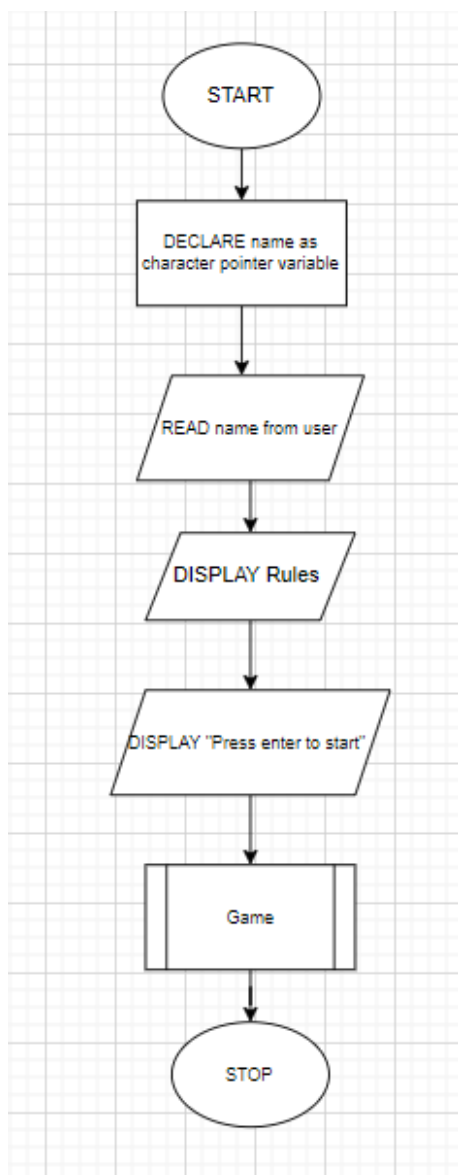 START
DECLARE name as
character pointer variable
READ name from user
DISPLAY Rules
DISPLAY "Press enter to start"
Game
STOP